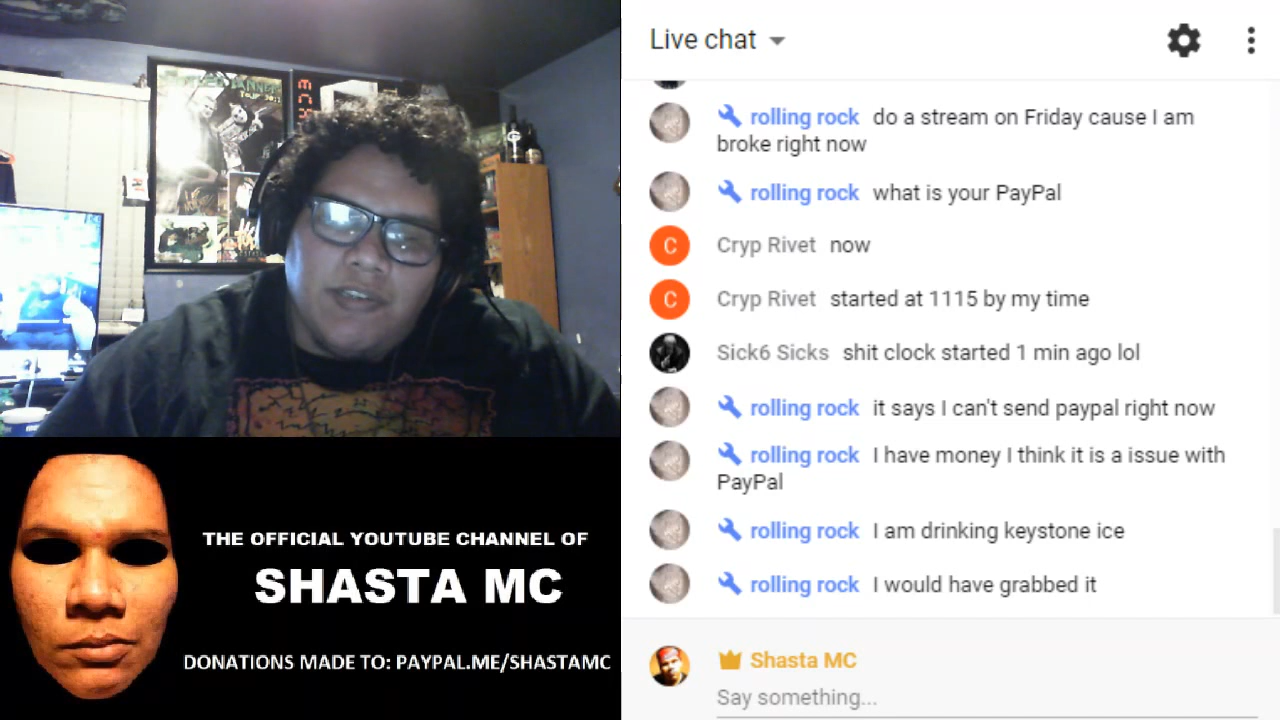 Live chat
rolling rock do a stream on Friday cause I am
broke right now
rolling rock what is your PayPal
C Cryp Rivet now
C Cryp Rivet started at 1115 by my time
Sick6 Sicks shit clock started 1 min ago lol
rolling rock it says I can't send paypal right now
rolling rock I have money I think it is a issue with
PayPal
rolling rock I am drinking keystone ice
rolling rock I would have grabbed it
Shasta MC
Say something...
THE OFFICIAL YOUTUBE CHANNEL OF
SHASTA MC
DONATIONS MADE TO: PAYPAL.ME/SHASTAMC